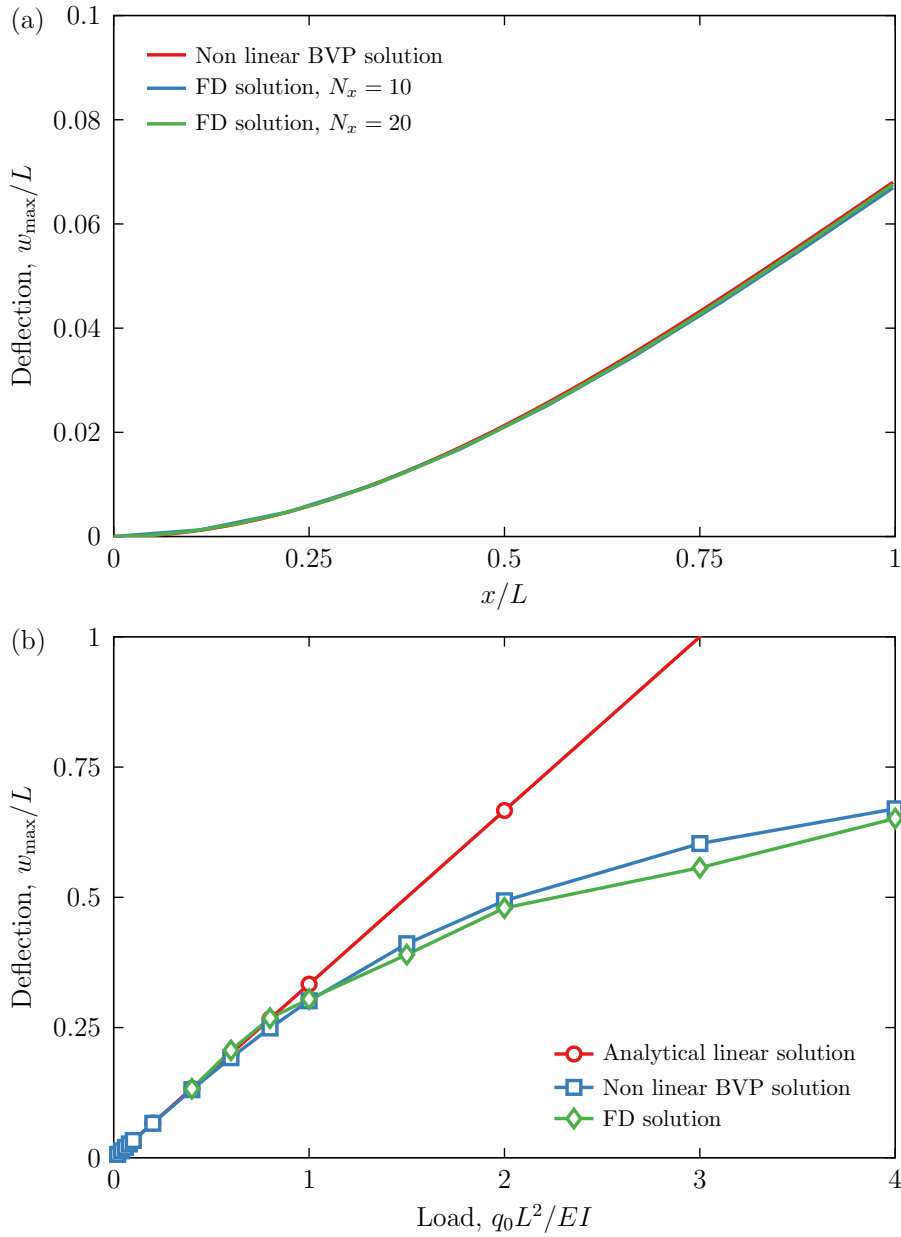 (a)
0.1
0.08
0.06
0.04
0.02
0
Deflection, w_max/L
Non linear BVP solution
FD solution, N_x = 10
FD solution, N_x = 20
0 0.25 0.5 0.75 1
x/L
(b)
1
0.75
0.5
0.25
0
Deflection, w_max/L
Analytical linear solution
Non linear BVP solution
FD solution
0 1 2 3 4
Load, q₀L²/EI